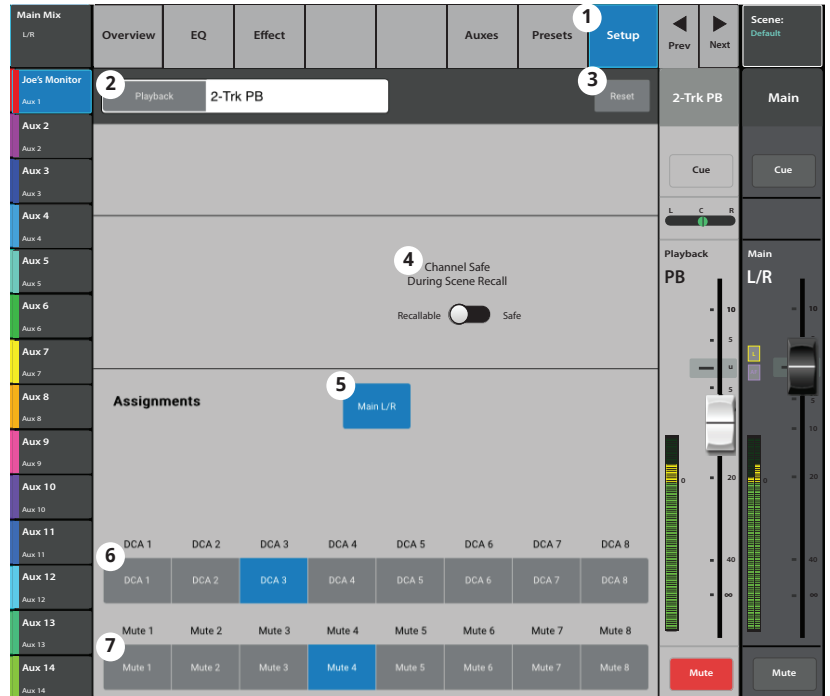 Main Mix
L/R
Overview
EQ
Effect
Auxes
Presets
1
Setup
Prev
Next
Scene:
Default
Joe's Monitor
Aux 1
Aux 2
Aux 2
Aux 3
Aux 3
Aux 4
Aux 4
Aux 5
Aux 5
Aux 6
Aux 6
Aux 7
Aux 7
Aux 8
Aux 8
Aux 9
Aux 9
Aux 10
Aux 10
Aux 11
Aux 11
Aux 12
Aux 12
Aux 13
Aux 13
Aux 14
Aux 14
2
Playback
2-Trk PB
3
Reset
4
Channel Safe
During Scene Recall
Recallable
Safe
5
Assignments
Main L/R
DCA 1 DCA 2 DCA 3 DCA 4 DCA 5 DCA 6 DCA 7 DCA 8
6
DCA 1 DCA 2 DCA 3 DCA 4 DCA 5 DCA 6 DCA 7 DCA 8
Mute 1 Mute 2 Mute 3 Mute 4 Mute 5 Mute 6 Mute 7 Mute 8
7
Mute 1 Mute 2 Mute 3 Mute 4 Mute 5 Mute 6 Mute 7 Mute 8
2-Trk PB
Cue
L C R
Playback
PB
10
5
U
5
0
20
40
∞
Mute
Main
Cue
Main
L/R
10
L
5
10
0
20
40
∞
Mute